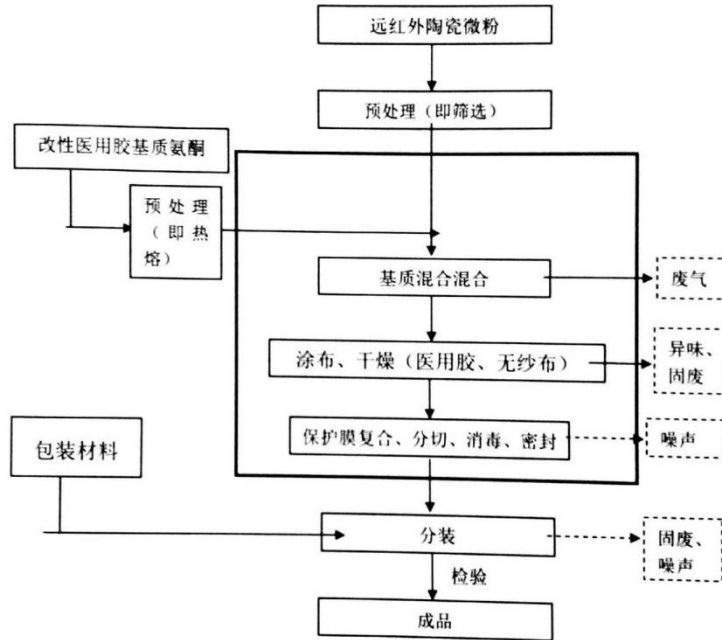 远红外陶瓷微粉
预处理（即筛选）
改性医用胶基质氨酮
预处理
（即热
熔）
基质混合混合
废气
涂布、干燥（医用胶、无纱布）
异味、
固废
保护膜复合、分切、消毒、密封
噪声
包装材料
分装
固废、
噪声
检验
成品